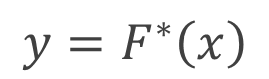 y = F*(x)